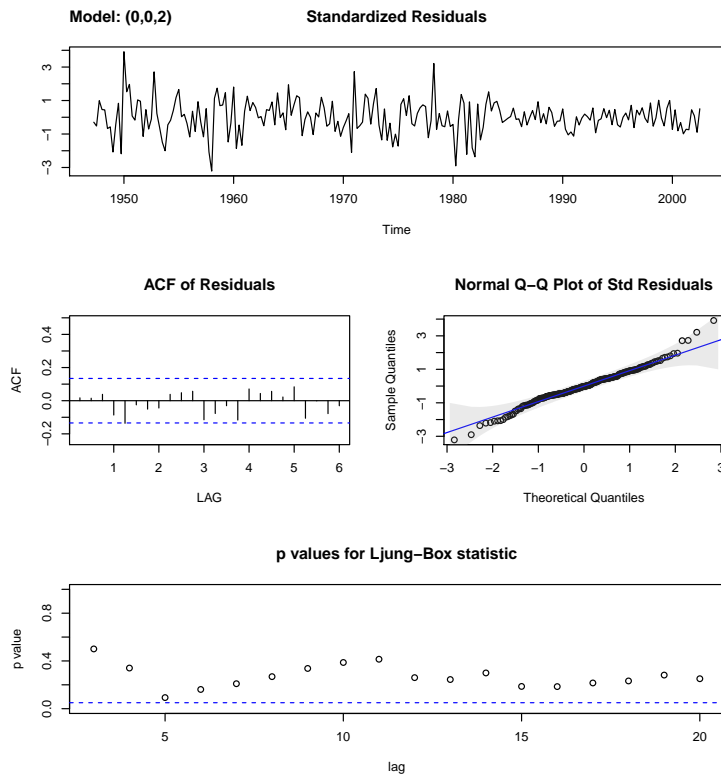 Model: (0,0,2) Standardized Residuals
3
1
−1
−3
1950 1960 1970 1980 1990 2000
Time
ACF of Residuals
ACF
0.4
0.2
0.0
−0.2
1 2 3 4 5 6
LAG
Normal Q−Q Plot of Std Residuals
Sample Quantiles
3
1
−1
−3
−3 −2 −1 0 1 2 3
Theoretical Quantiles
p values for Ljung−Box statistic
p value
0.8
0.4
0.0
5 10 15 20
lag